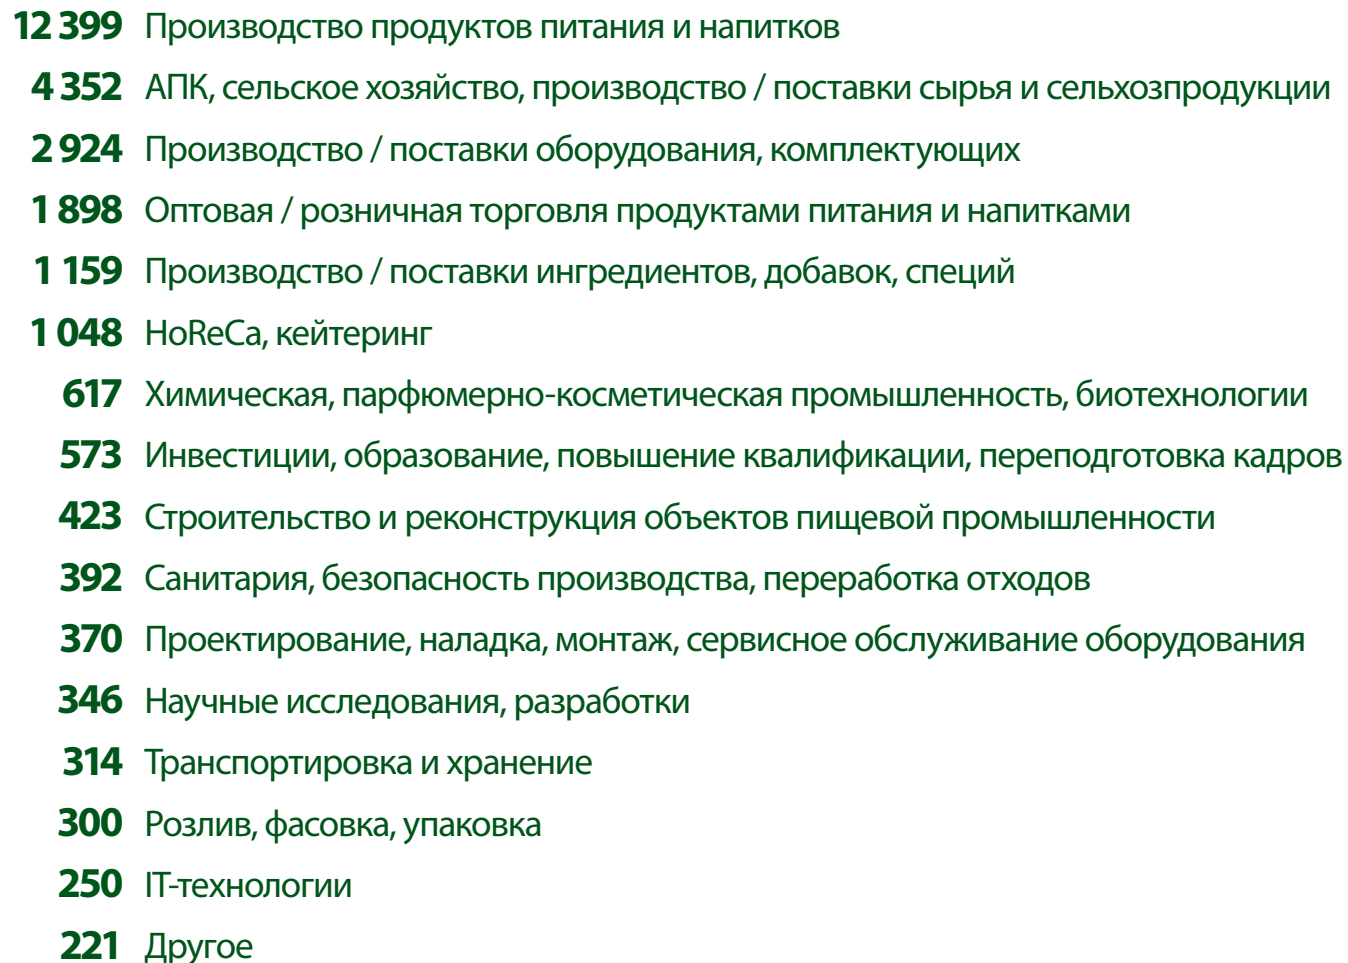 12 399 Производство продуктов питания и напитков
4 352 АПК, сельское хозяйство, производство / поставки сырья и сельхозпродукции
2 924 Производство / поставки оборудования, комплектующих
1 898 Оптовая / розничная торговля продуктами питания и напитками
1 159 Производство / поставки ингредиентов, добавок, специй
1 048 HoReCa, кейтеринг
617 Химическая, парфюмерно-косметическая промышленность, биотехнологии
573 Инвестиции, образование, повышение квалификации, переподготовка кадров
423 Строительство и реконструкция объектов пищевой промышленности
392 Санитария, безопасность производства, переработка отходов
370 Проектирование, наладка, монтаж, сервисное обслуживание оборудования
346 Научные исследования, разработки
314 Транспортировка и хранение
300 Розлив, фасовка, упаковка
250 IT-технологии
221 Другое